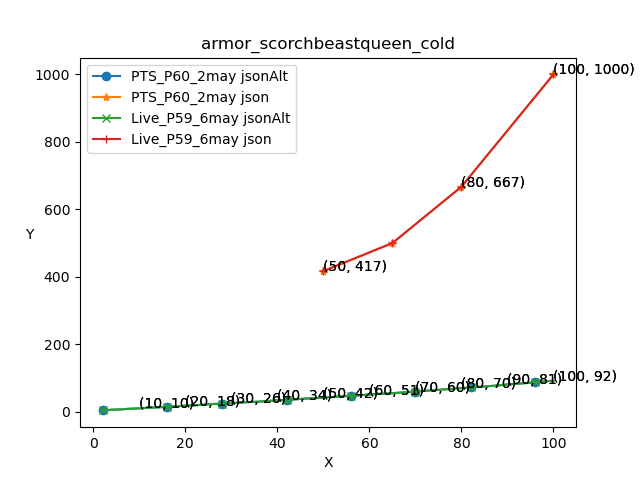 armor_scorchbeastqueen_cold
PTS_P60_2may jsonAlt
PTS_P60_2may json
Live_P59_6may jsonAlt
Live_P59_6may json
(100, 1000)
(80, 667)
(50, 417)
(10, 10)
(20, 18)
(30, 26)
(40, 34)
(50, 42)
(60, 51)
(70, 60)
(80, 70)
(90, 81)
(100, 92)
Y
1000
800
600
400
200
0
0 20 40 60 80 100
X